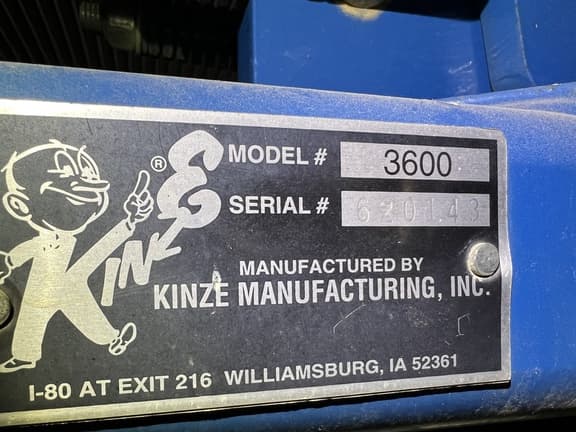 KINZE ®
MODEL # 3600
SERIAL # 620143
MANUFACTURED BY
KINZE MANUFACTURING, INC.
I-80 AT EXIT 216 WILLIAMSBURG, IA 52361